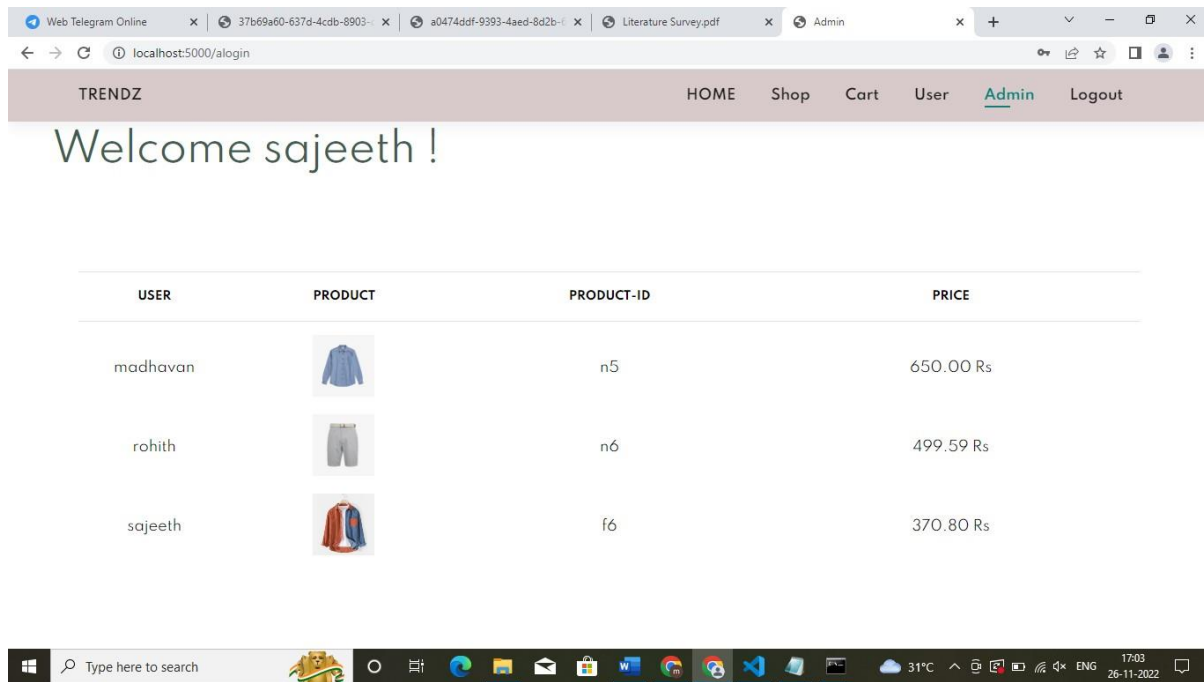 Web Telegram Online 37b69a60-637d-4cdb-8903- a0474ddf-9393-4aed-8d2b- Literature Survey.pdf Admin
localhost:5000/alogin
TRENDZ HOME Shop Cart User Admin Logout
Welcome sajeeth !
USER PRODUCT PRODUCT-ID PRICE
madhavan n5 650.00 Rs
rohith n6 499.59 Rs
sajeeth f6 370.80 Rs
Type here to search 31°C ENG 17:03
26-11-2022